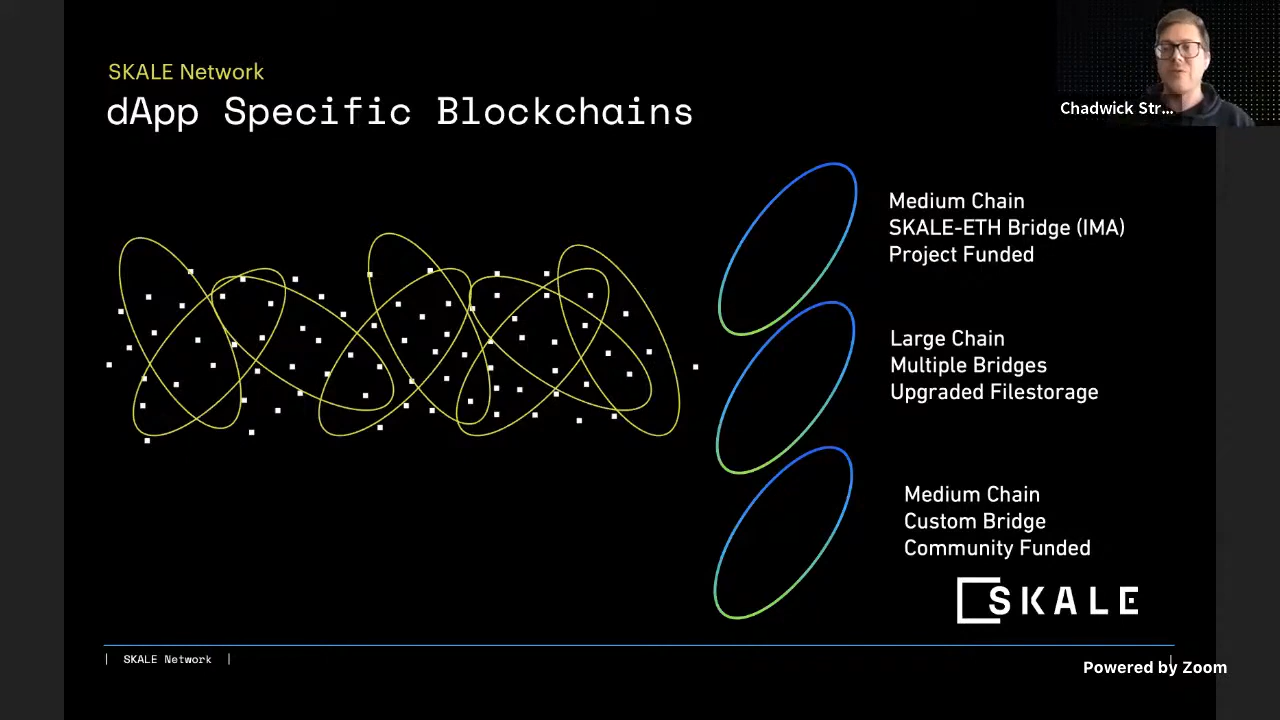 SKALE Network
dApp Specific Blockchains
Chadwick Str...
Medium Chain
SKALE-ETH Bridge (IMA)
Project Funded
Large Chain
Multiple Bridges
Upgraded Filestorage
Medium Chain
Custom Bridge
Community Funded
SKALE
| SKALE Network |
Powered by Zoom